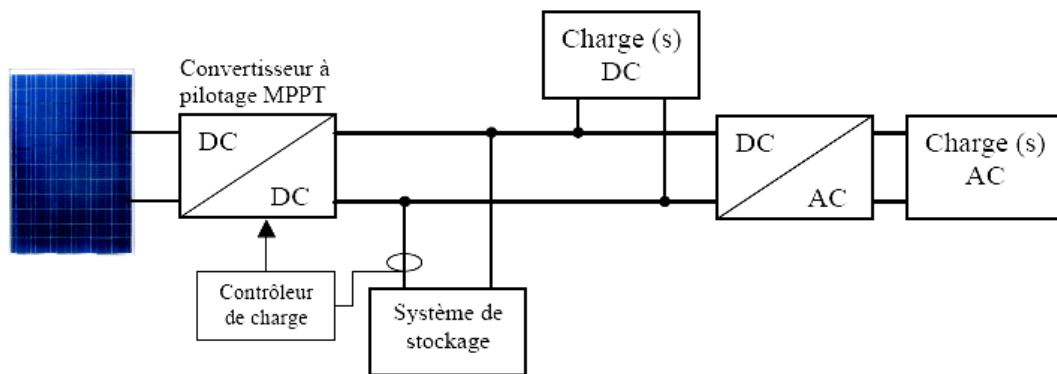 Charge (s)
DC
Convertisseur à
pilotage MPPT
DC
DC
DC
AC
Charge (s)
AC
Contrôleur
de charge
Système de
stockage